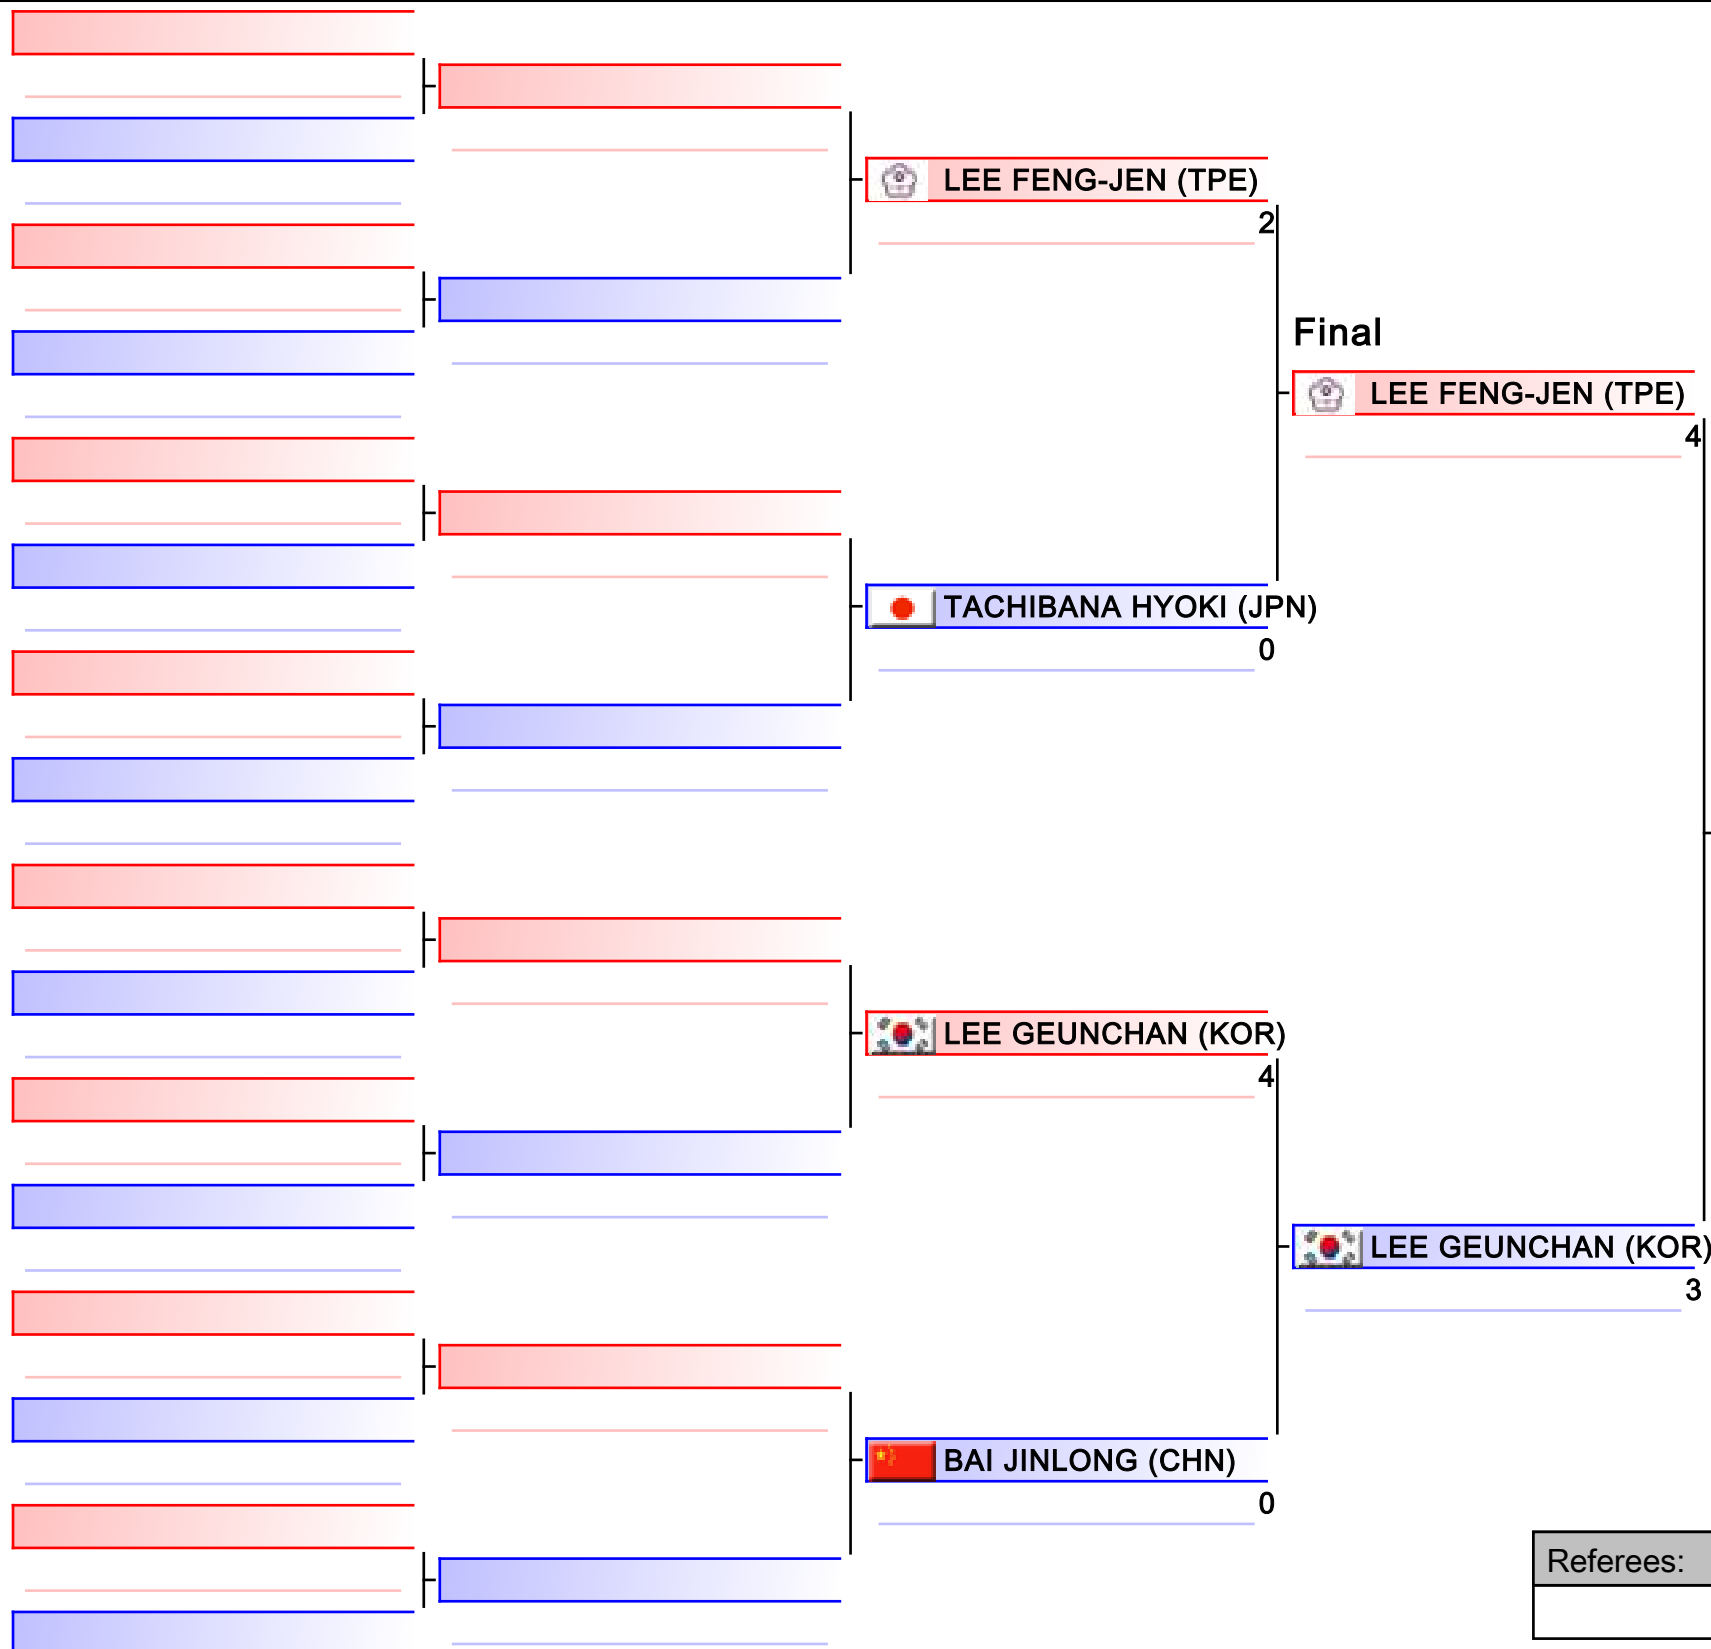 LEE FENG-JEN (TPE)
2
Final
LEE FENG-JEN (TPE)
4
TACHIBANA HYOKI (JPN)
0
LEE GEUNCHAN (KOR)
4
LEE GEUNCHAN (KOR)
3
BAI JINLONG (CHN)
0
Referees: